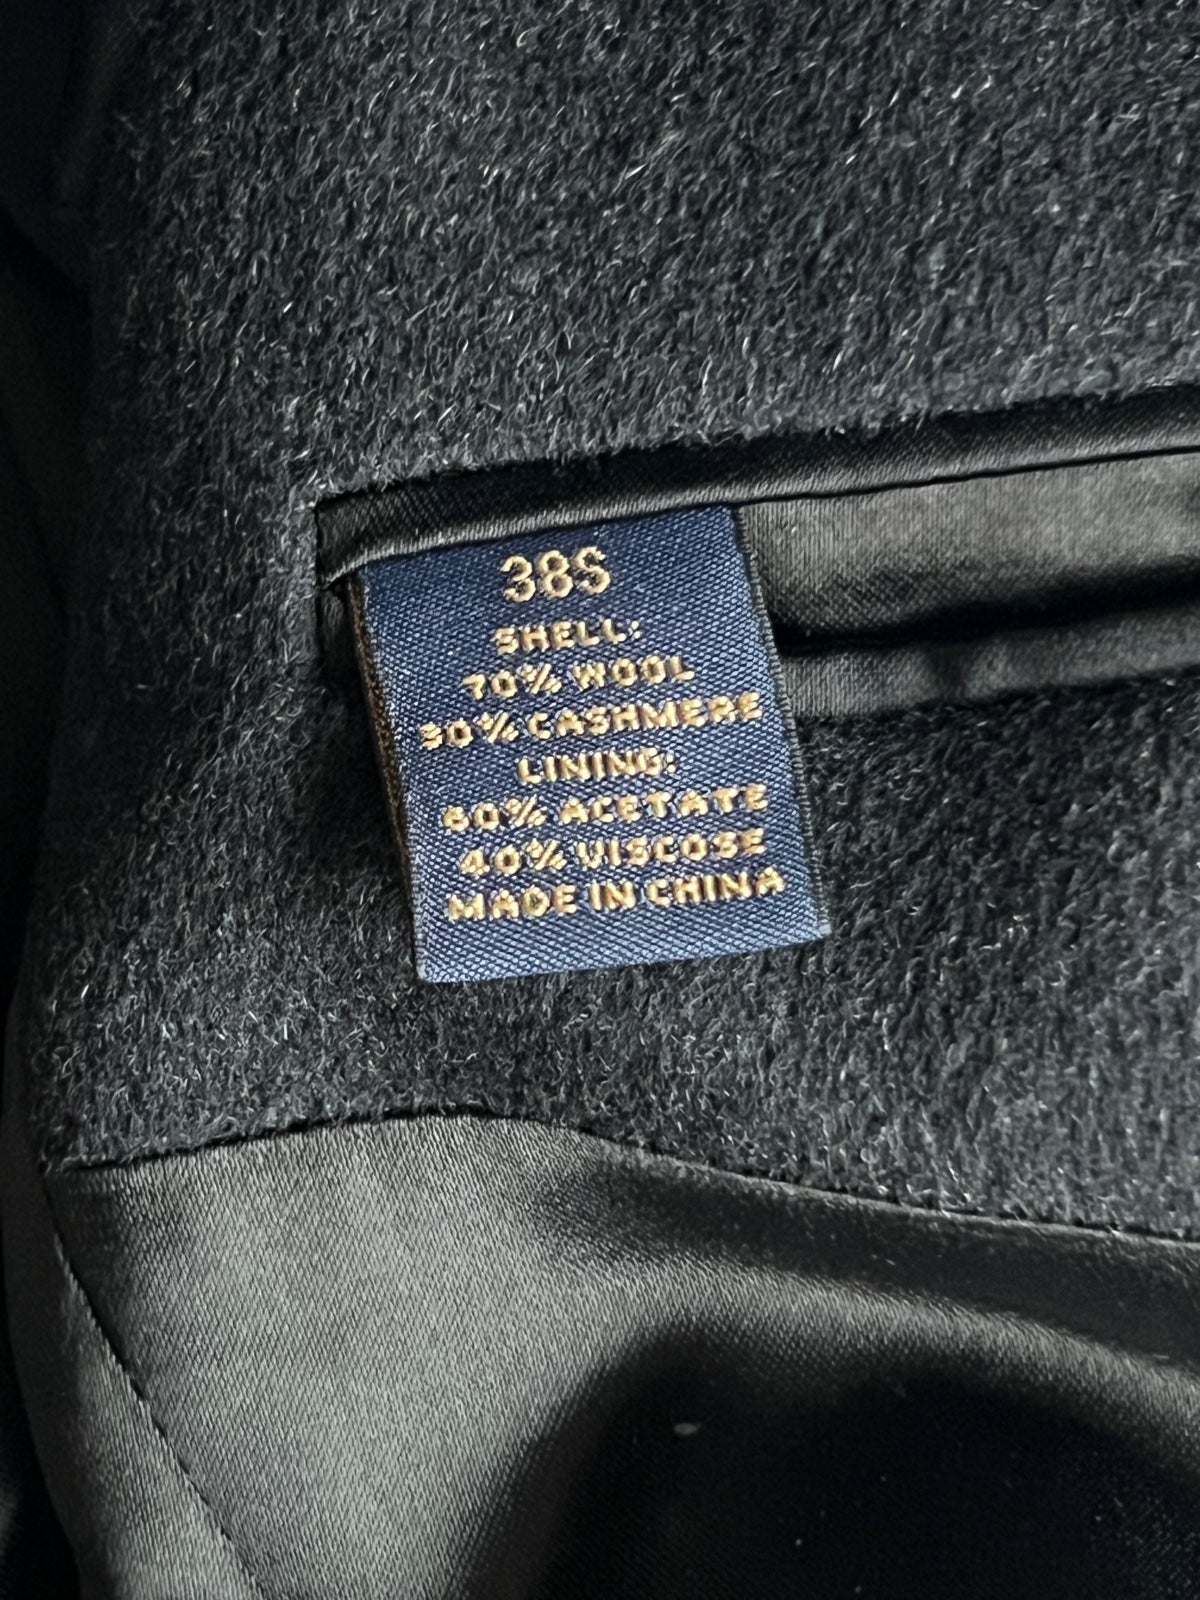 38S
SHELL:
70% WOOL
30% CASHMERE
LINING:
60% ACETATE
40% VISCOSE
MADE IN CHINA